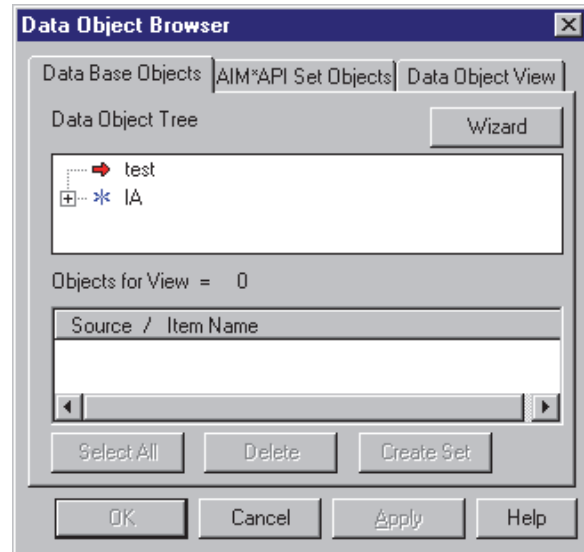 Data Object Browser
Data Base Objects AIM*API Set Objects Data Object View
Data Object Tree Wizard
test
IA
Objects for View = 0
Source / Item Name
Select All Delete Create Set
OK Cancel Apply Help